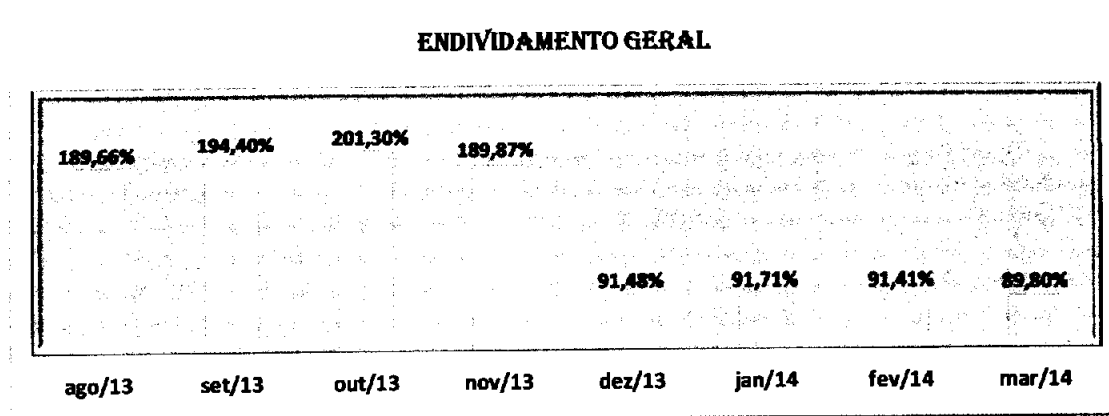 ENDIVIDAMENTO GERAL
189,66% 194,40% 201,30% 189,87%
91,48% 91,71% 91,41% 89,80%
ago/13 set/13 out/13 nov/13 dez/13 jan/14 fev/14 mar/14